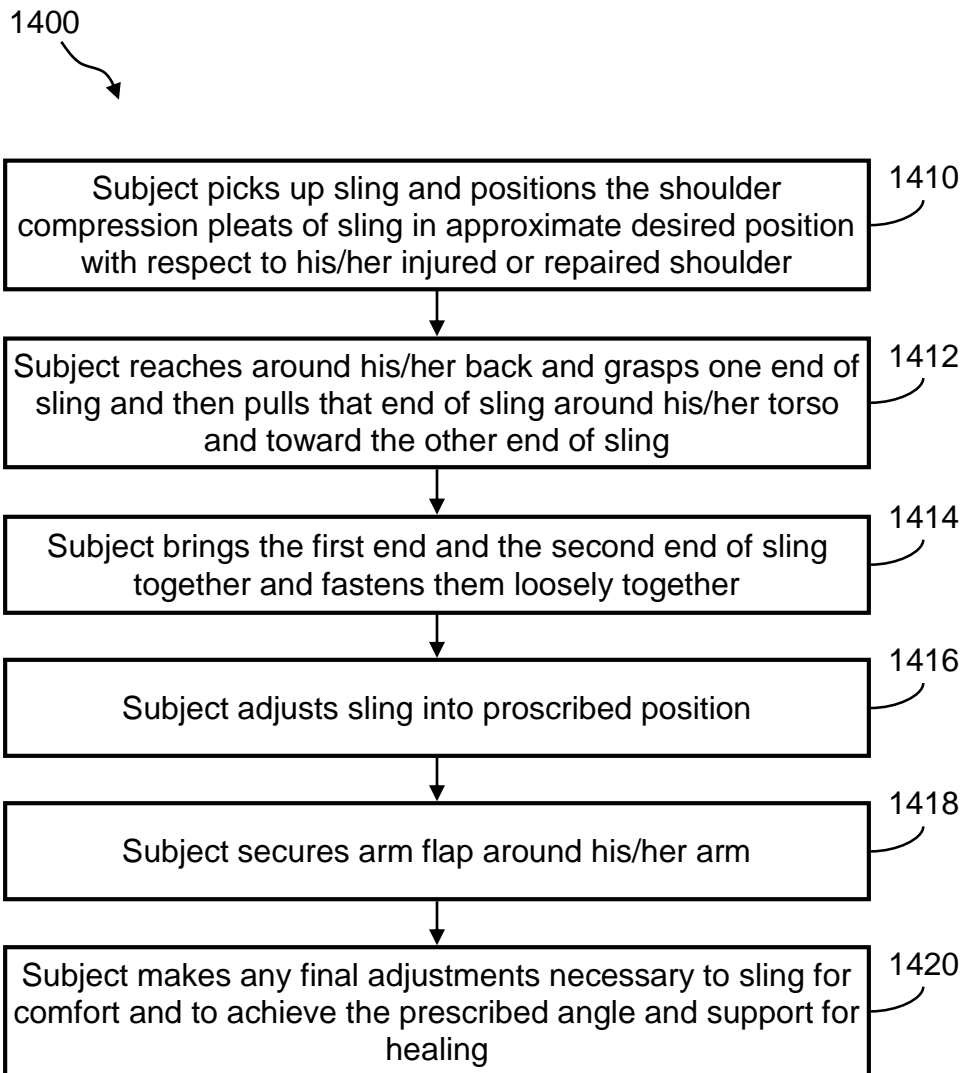 1400
Subject picks up sling and positions the shoulder
compression pleats of sling in approximate desired position
with respect to his/her injured or repaired shoulder
1410
Subject reaches around his/her back and grasps one end of
sling and then pulls that end of sling around his/her torso
and toward the other end of sling
1412
Subject brings the first end and the second end of sling
together and fastens them loosely together
1414
Subject adjusts sling into proscribed position
1416
Subject secures arm flap around his/her arm
1418
Subject makes any final adjustments necessary to sling for
comfort and to achieve the prescribed angle and support for
healing
1420